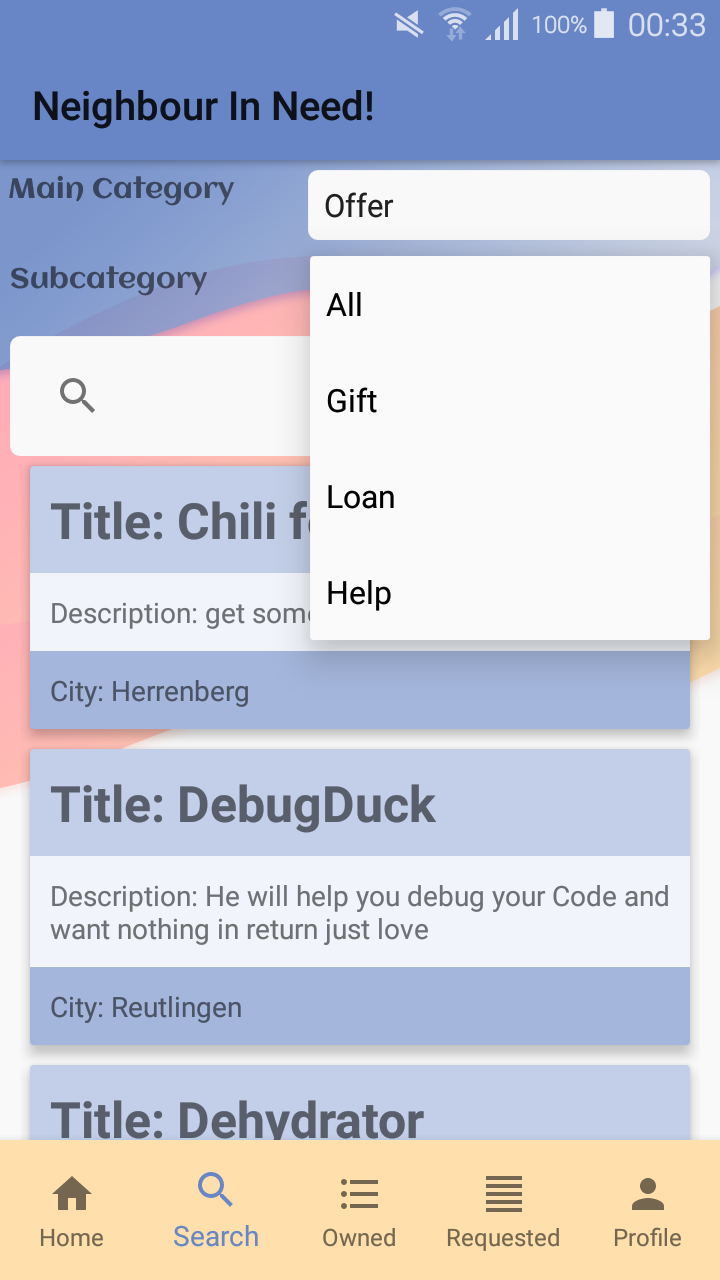 100% 00:33
Neighbour In Need!
Main Category
Offer
Subcategory
All
Gift
Loan
Help
Title: Chili
Description: get
City: Herrenberg
Title: DebugDuck
Description: He will help you debug your Code and
want nothing in return just love
City: Reutlingen
Title: Dehydrator
Home
Search
Owned
Requested
Profile